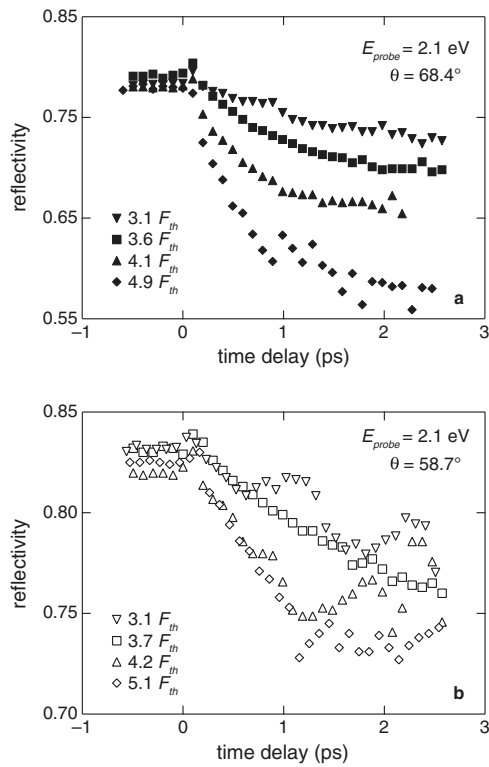 0.85
E_probe = 2.1 eV
θ = 68.4°
0.75
reflectivity
0.65
▼ 3.1 F_th
■ 3.6 F_th
▲ 4.1 F_th
◆ 4.9 F_th
a
0.55
−1 0 1 2 3
time delay (ps)
0.85
E_probe = 2.1 eV
θ = 58.7°
0.80
reflectivity
0.75
▽ 3.1 F_th
□ 3.7 F_th
△ 4.2 F_th
◇ 5.1 F_th
b
0.70
−1 0 1 2 3
time delay (ps)